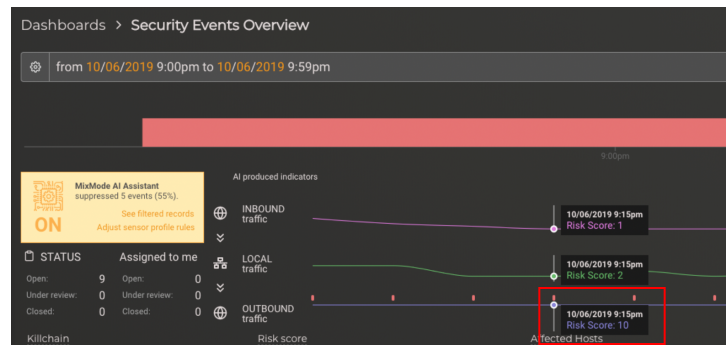 Dashboards > Security Events Overview
from 10/06/2019 9:00pm to 10/06/2019 9:59pm
9:00pm
MixMode AI Assistant
suppressed 5 events (55%).
ON
See filtered records
Adjust sensor profile rules
AI produced indicators
INBOUND
traffic
10/06/2019 9:15pm
Risk Score: 1
STATUS
Assigned to me
Open: 9 Open: 0
Under review: 0 Under review: 0
Closed: 0 Closed: 0
LOCAL
traffic
10/06/2019 9:15pm
Risk Score: 2
OUTBOUND
traffic
10/06/2019 9:15pm
Risk Score: 10
Killchain
Risk score
Affected Hosts